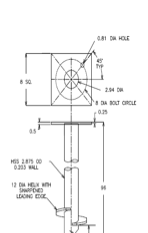 0.81 DIA HOLE
45°
TYP
8 SQ.
2.94 DIA
8 DIA BOLT CIRCLE
0.25
0.5
HSS 2.875 OD
0.203 WALL
12 DIA HELIX WITH
SHARPENED
LEADING EDGE